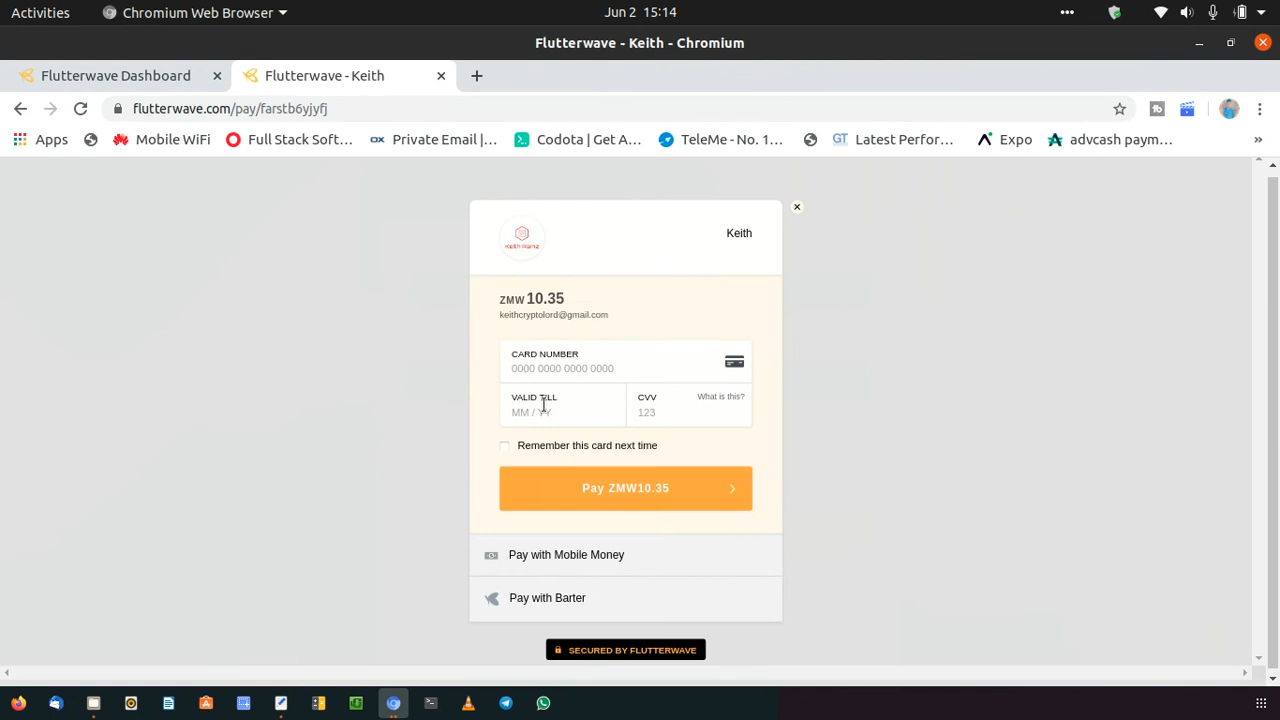 Activities
Chromium Web Browser
Jun 2 15:14
Flutterwave - Keith - Chromium
Flutterwave Dashboard
Flutterwave - Keith
flutterwave.com/pay/farstb6yjyfj
Apps
Mobile WiFi
Full Stack Soft...
Private Email |...
Codota | Get A...
TeleMe - No. 1...
Latest Perfor...
Expo
advcash paym...
Keith Mainz
Keith
ZMW 10.35
keithcryptolord@gmail.com
CARD NUMBER
0000 0000 0000 0000
VALID TILL
MM / YY
CVV
What is this?
123
Remember this card next time
Pay ZMW10.35
Pay with Mobile Money
Pay with Barter
SECURED BY FLUTTERWAVE